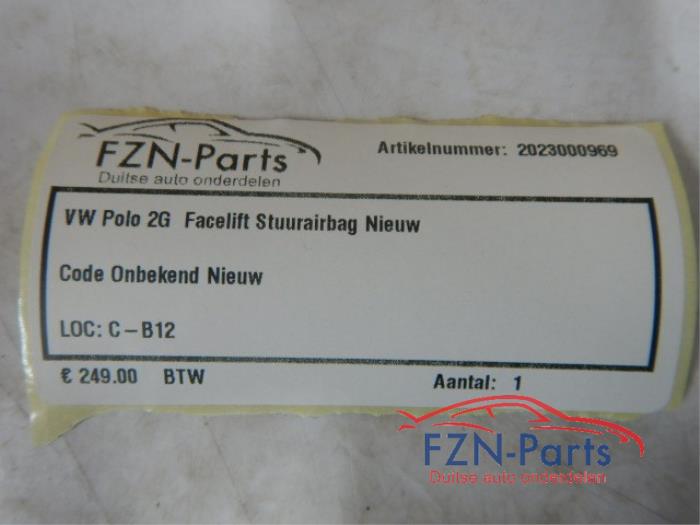 FZN-Parts
Duitse auto onderdelen
Artikelnummer: 2023000969
VW Polo 2G Facelift Stuurairbag Nieuw
Code Onbekend Nieuw
LOC: C-B12
€ 249.00 BTW Aantal: 1
FZN-Parts
Duitse auto onderdelen